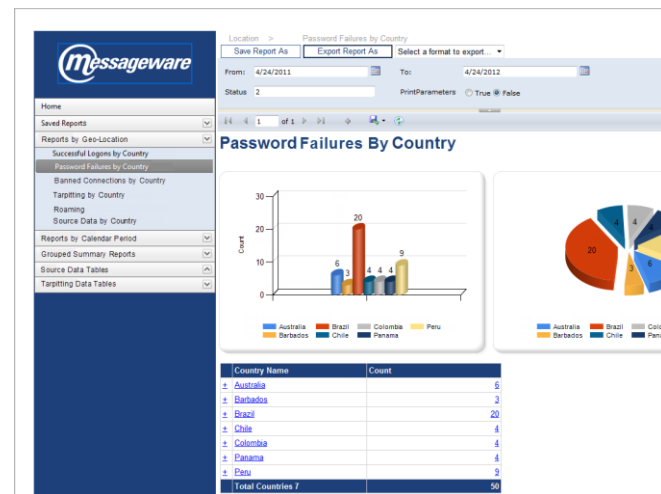 Location > Password Failures by Country
Save Report As Export Report As Select a format to export...
Messageware
From: 4/24/2011 To: 4/24/2012
Status 2 PrintParameters True False
Home
Saved Reports
1 of 1
Reports by Geo-Location
Password Failures By Country
Successful Logons by Country
Password Failures by Country
Banned Connections by Country
Tarpitting by Country
Roaming
Source Data by Country
Reports by Calendar Period
Grouped Summary Reports
Source Data Tables
Tarpitting Data Tables
Count
30
20
10
0
6 3 20 4 4 4 9
Australia Brazil Colombia Peru
Barbados Chile Panama
4 4 4
20 3 6
Australia Brazil
Barbados Chile
Country Name Count
+ Australia 6
+ Barbados 3
+ Brazil 20
+ Chile 4
+ Colombia 4
+ Panama 4
+ Peru 9
Total Countries 7 50